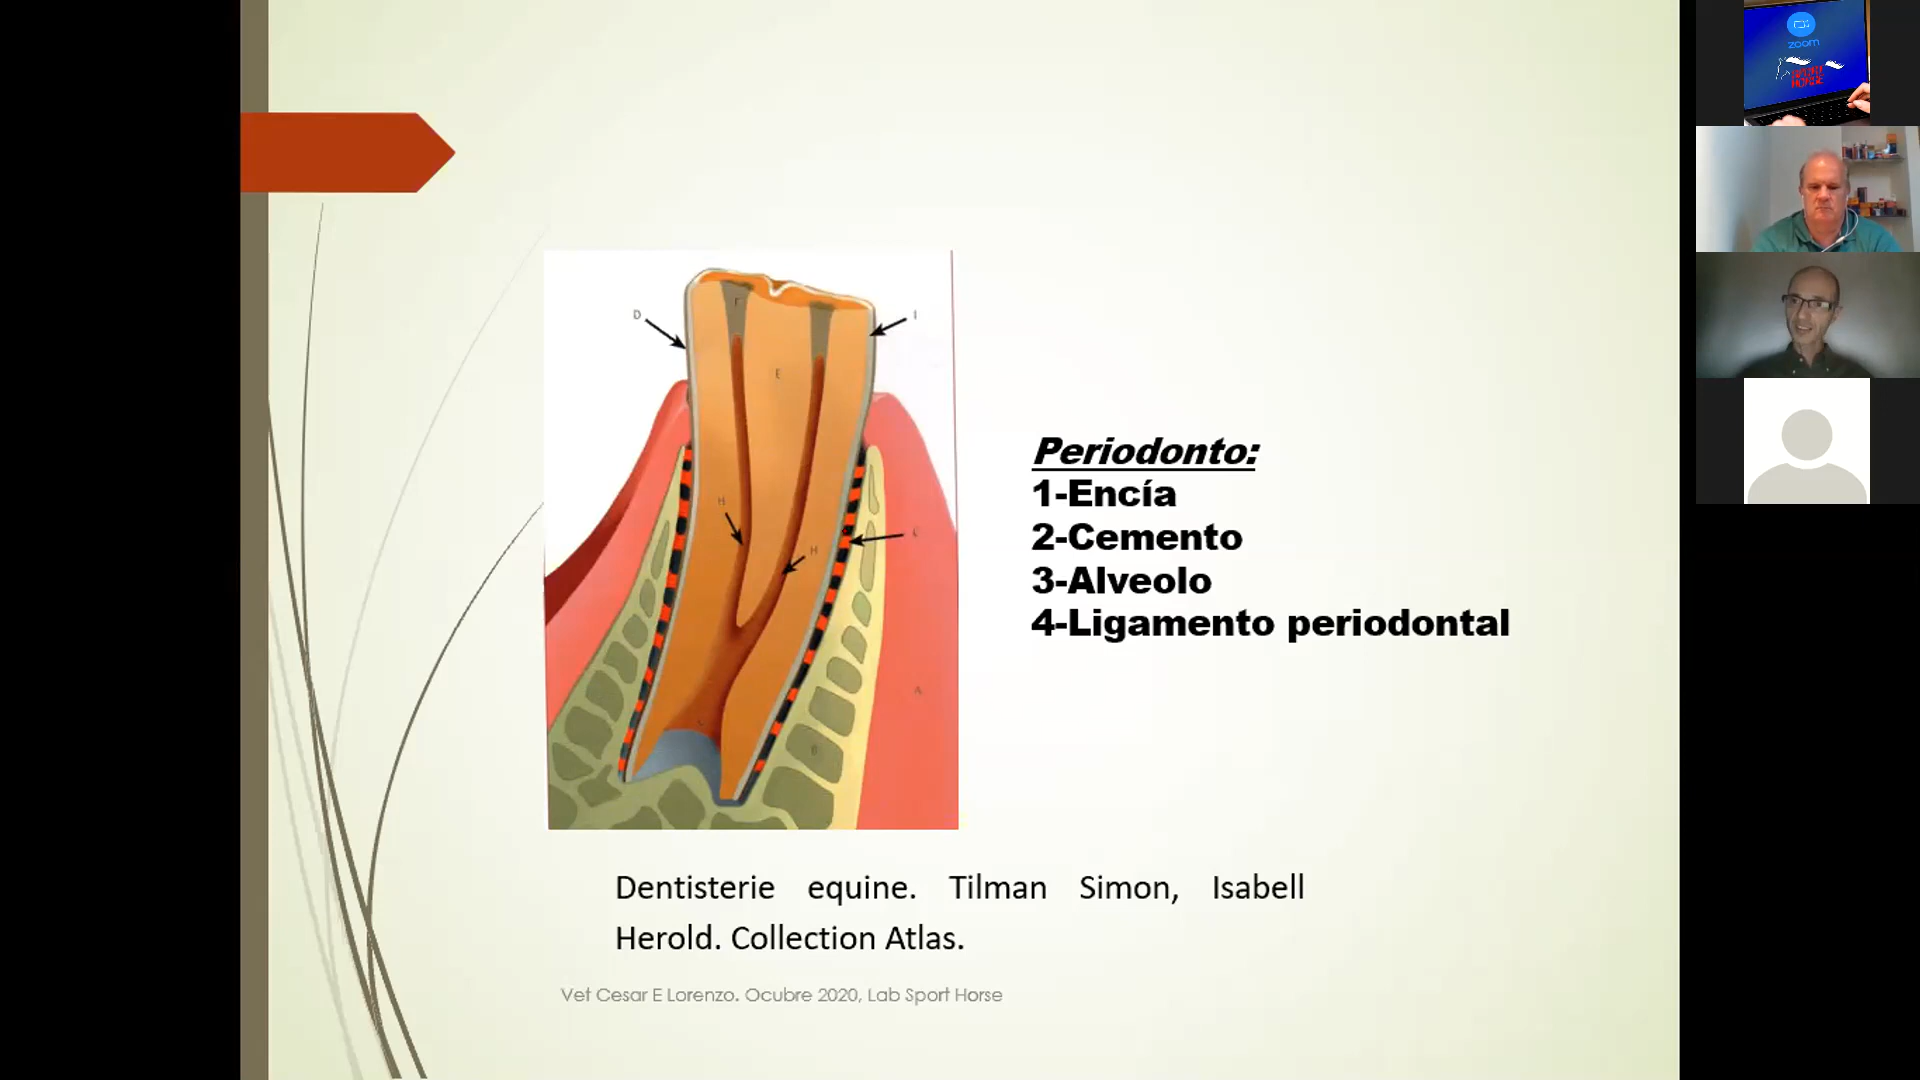 zoom
D
F
I
E
Periodonto:
1-Encía
H
2-Cemento
H
3-Alveolo
4-Ligamento periodontal
A
B
Dentisterie equine. Tilman Simon, Isabell
Herold. Collection Atlas.
Vet Cesar E Lorenzo. Ocubre 2020, Lab Sport Horse